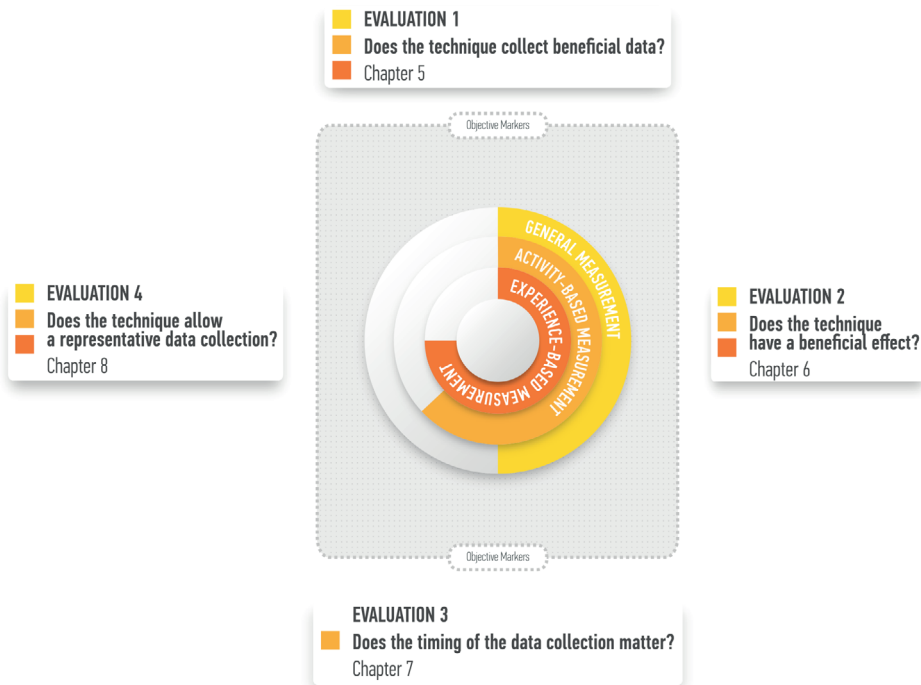 EVALUATION 1
Does the technique collect beneficial data?
Chapter 5
Objective Markers
GENERAL MEASUREMENT
ACTIVITY-BASED MEASUREMENT
EXPERIENCE-BASED MEASUREMENT
EVALUATION 4
Does the technique allow
a representative data collection?
Chapter 8
EVALUATION 2
Does the technique
have a beneficial effect?
Chapter 6
Objective Markers
EVALUATION 3
Does the timing of the data collection matter?
Chapter 7